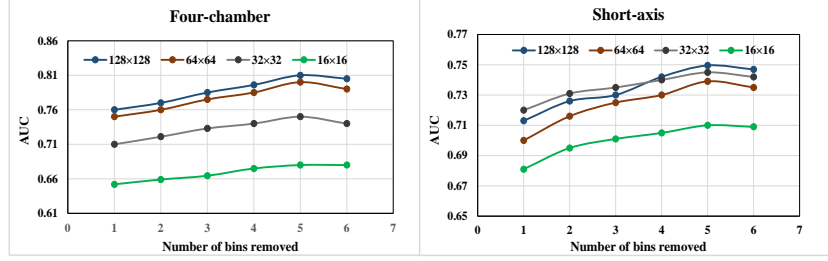 Four-chamber
0.86
0.81
0.76
0.71
0.66
0.61
AUC
128×128 64×64 32×32 16×16
0 1 2 3 4 5 6 7
Number of bins removed
Short-axis
0.77
0.75
0.73
0.71
0.69
0.67
0.65
AUC
128×128 64×64 32×32 16×16
0 1 2 3 4 5 6 7
Number of bins removed